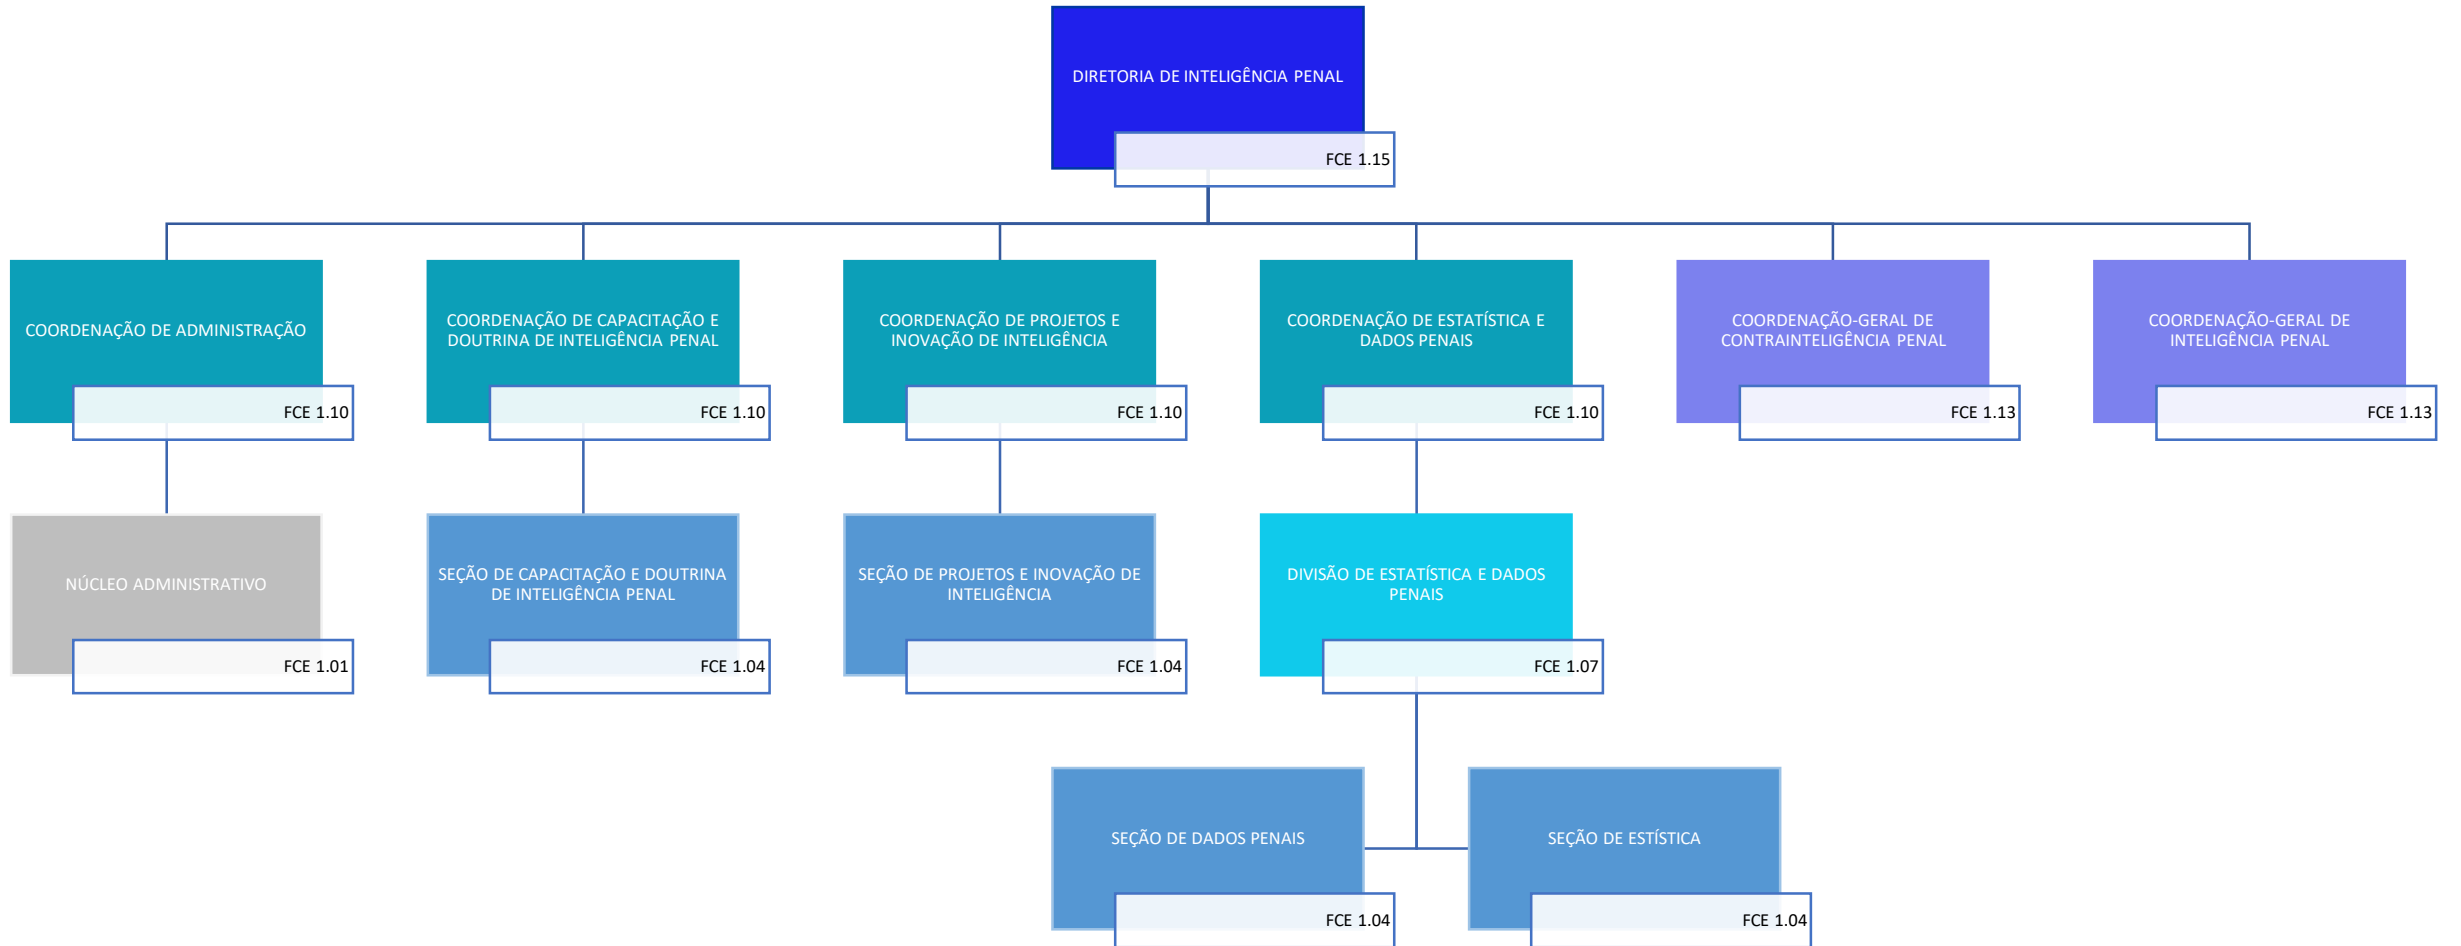 DIRETORIA DE INTELIGÊNCIA PENAL
FCE 1.15
COORDENAÇÃO DE ADMINISTRAÇÃO
FCE 1.10
COORDENAÇÃO DE CAPACITAÇÃO E
DOUTRINA DE INTELIGÊNCIA PENAL
FCE 1.10
COORDENAÇÃO DE PROJETOS E
INOVAÇÃO DE INTELIGÊNCIA
FCE 1.10
COORDENAÇÃO DE ESTATÍSTICA E
DADOS PENAIS
FCE 1.10
COORDENAÇÃO-GERAL DE
CONTRAINTELIGÊNCIA PENAL
FCE 1.13
COORDENAÇÃO-GERAL DE
INTELIGÊNCIA PENAL
FCE 1.13
NÚCLEO ADMINISTRATIVO
FCE 1.01
SEÇÃO DE CAPACITAÇÃO E DOUTRINA
DE INTELIGÊNCIA PENAL
FCE 1.04
SEÇÃO DE PROJETOS E INOVAÇÃO DE
INTELIGÊNCIA
FCE 1.04
DIVISÃO DE ESTATÍSTICA E DADOS
PENAIS
FCE 1.07
SEÇÃO DE DADOS PENAIS
FCE 1.04
SEÇÃO DE ESTÍSTICA
FCE 1.04